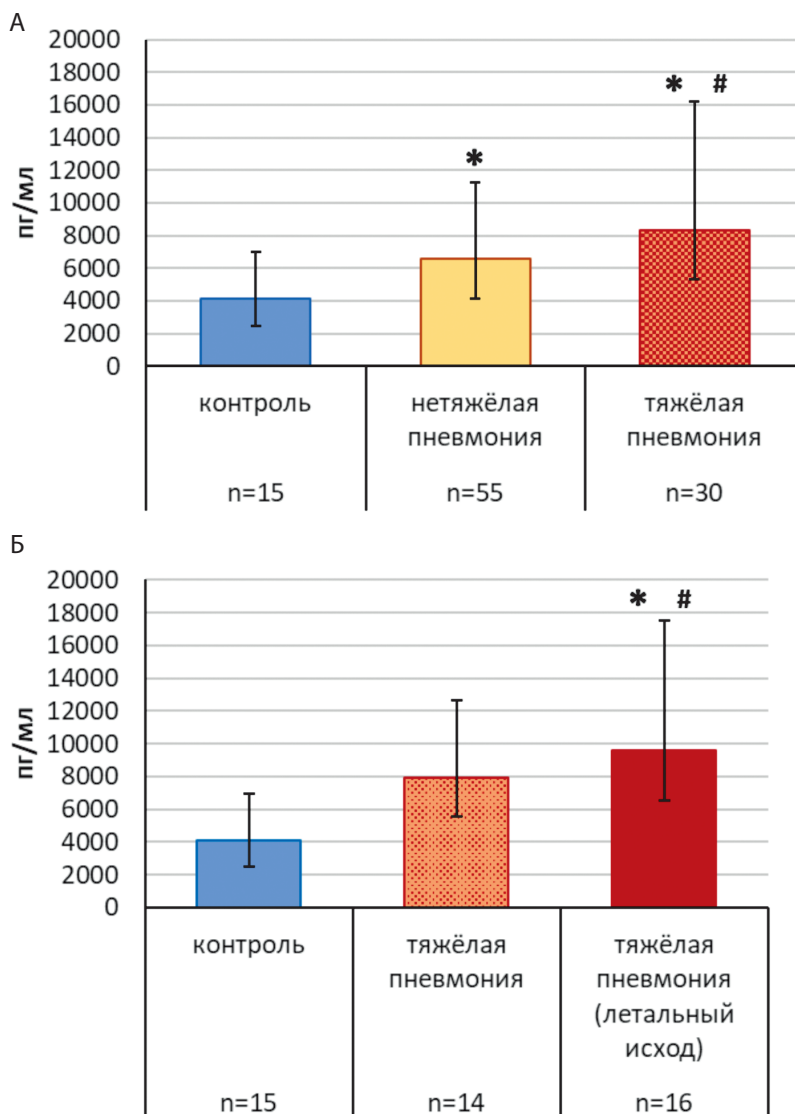 А
20000
18000
16000
14000
12000
10000
8000
6000
4000
2000
0
пг/мл
*
* #
контроль
нетяжёлая
пневмония
тяжёлая
пневмония
n=15
n=55
n=30
Б
20000
18000
16000
14000
12000
10000
8000
6000
4000
2000
0
пг/мл
* #
контроль
тяжёлая
пневмония
тяжёлая
пневмония
(летальный
исход)
n=15
n=14
n=16